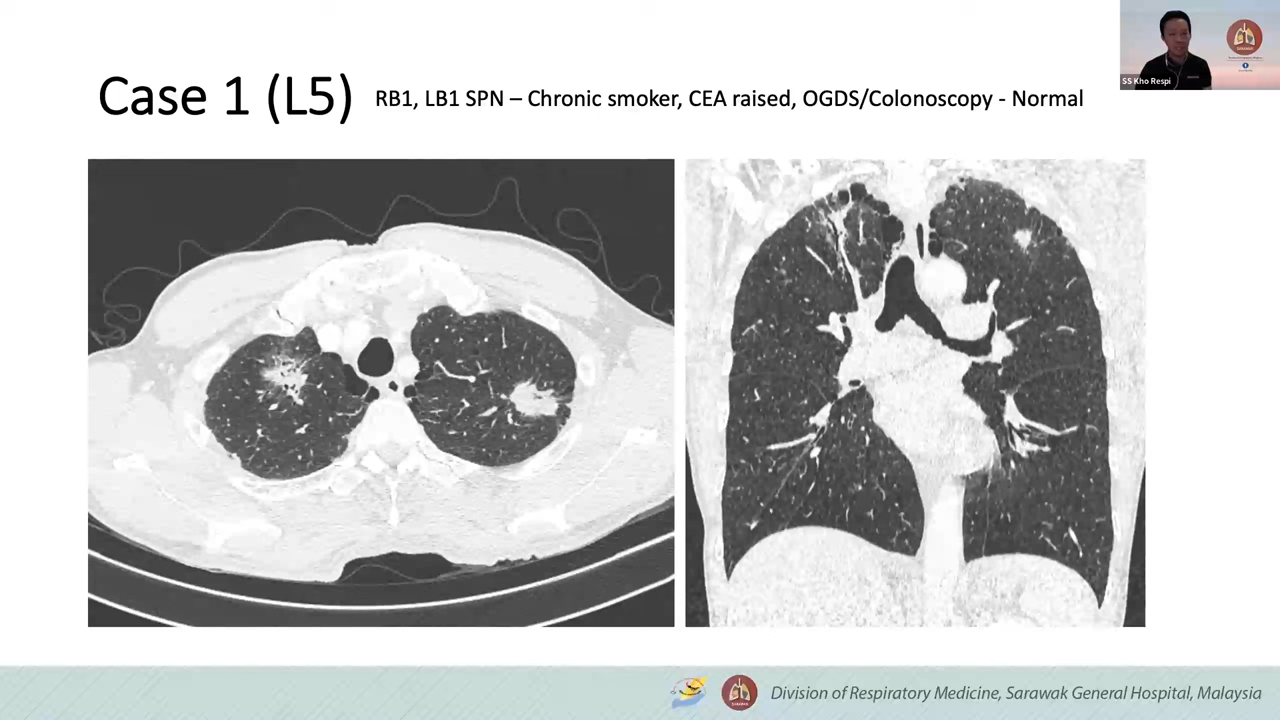 Case 1 (L5)
RB1, LB1 SPN – Chronic smoker, CEA raised, OGDS/Colonoscopy - Normal
SS Kho Respi
SARAWAK
Division of Respiratory Medicine, Sarawak General Hospital, Malaysia